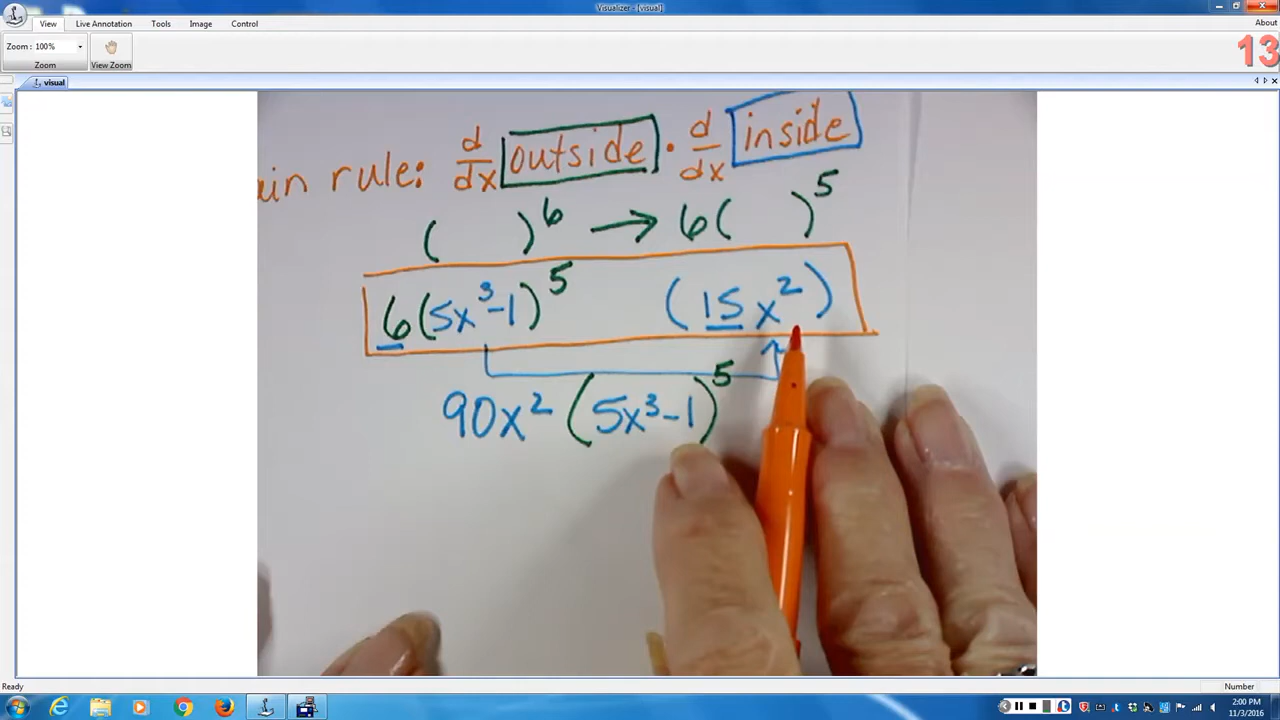 Visualizer - [visual]
View Live Annotation Tools Image Control About
Zoom : 100% View Zoom 13
Zoom Zoom
visual
rule: d/dx outside · d/dx inside
( )^6 → 6( )^5
6(5x^3-1)^5 (15x^2)
90x^2 (5x^3-1)^5
Ready Number
2:00 PM
11/3/2016